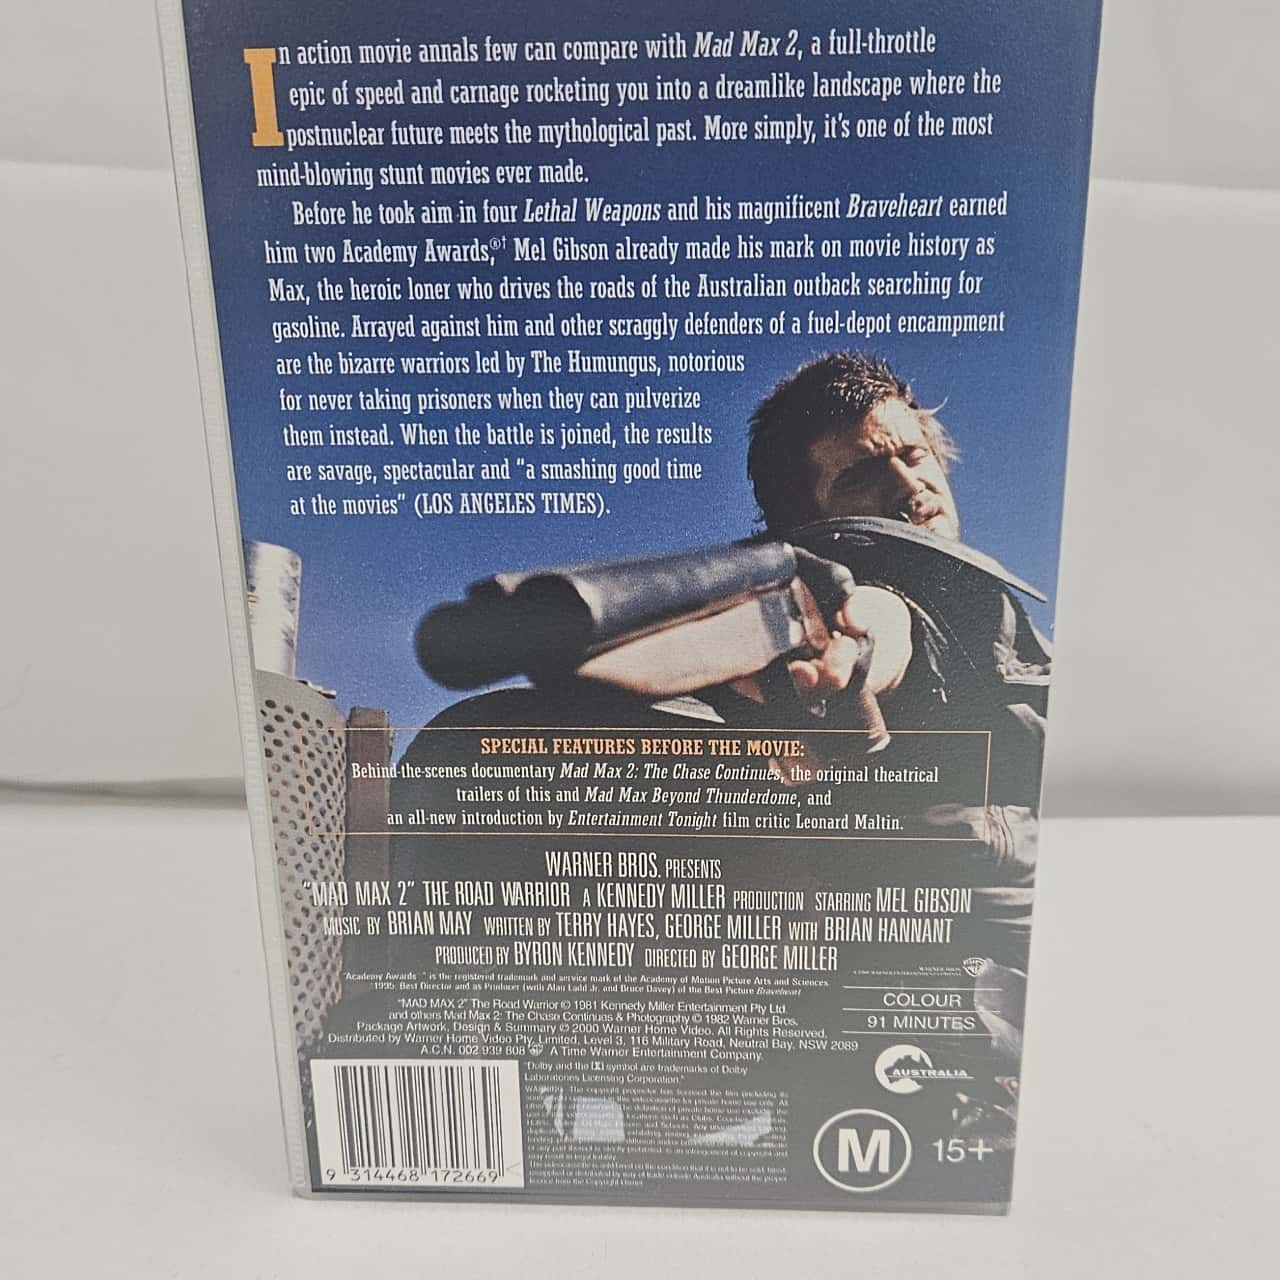 In action movie annals few can compare with Mad Max 2, a full-throttle
epic of speed and carnage rocketing you into a dreamlike landscape where the
postnuclear future meets the mythological past. More simply, it's one of the most
mind-blowing stunt movies ever made.
Before he took aim in four Lethal Weapons and his magnificent Braveheart earned
him two Academy Awards,®† Mel Gibson already made his mark on movie history as
Max, the heroic loner who drives the roads of the Australian outback searching for
gasoline. Arrayed against him and other scraggly defenders of a fuel-depot encampment
are the bizarre warriors led by The Humungus, notorious
for never taking prisoners when they can pulverize
them instead. When the battle is joined, the results
are savage, spectacular and "a smashing good time
at the movies" (LOS ANGELES TIMES).
SPECIAL FEATURES BEFORE THE MOVIE:
Behind-the-scenes documentary Mad Max 2: The Chase Continues, the original theatrical
trailers of this and Mad Max Beyond Thunderdome, and
an all-new introduction by Entertainment Tonight film critic Leonard Maltin.
WARNER BROS. PRESENTS
"MAD MAX 2" THE ROAD WARRIOR A KENNEDY MILLER PRODUCTION STARRING MEL GIBSON
MUSIC BY BRIAN MAY WRITTEN BY TERRY HAYES, GEORGE MILLER WITH BRIAN HANNANT
PRODUCED BY BYRON KENNEDY DIRECTED BY GEORGE MILLER
"Academy Awards" is the registered trademark and service mark of the Academy of Motion Picture Arts and Sciences.
1995: Best Director and as Producer (with Alan Ladd Jr. and Bruce Davey) of the Best Picture Braveheart
"MAD MAX 2" The Road Warrior © 1981 Kennedy Miller Entertainment Pty Ltd.
and others Mad Max 2: The Chase Continues & Photography © 1982 Warner Bros.
Package Artwork, Design & Summary © 2000 Warner Home Video. All Rights Reserved.
Distributed by Warner Home Video Pty. Limited, Level 3, 116 Military Road, Neutral Bay, NSW 2089
A.C.N. 002 939 808 A Time Warner Entertainment Company.
"Dolby and the symbol are trademarks of Dolby
Laboratories Licensing Corporation."
COLOUR
91 MINUTES
AUSTRALIA
M 15+
9 314468 172669